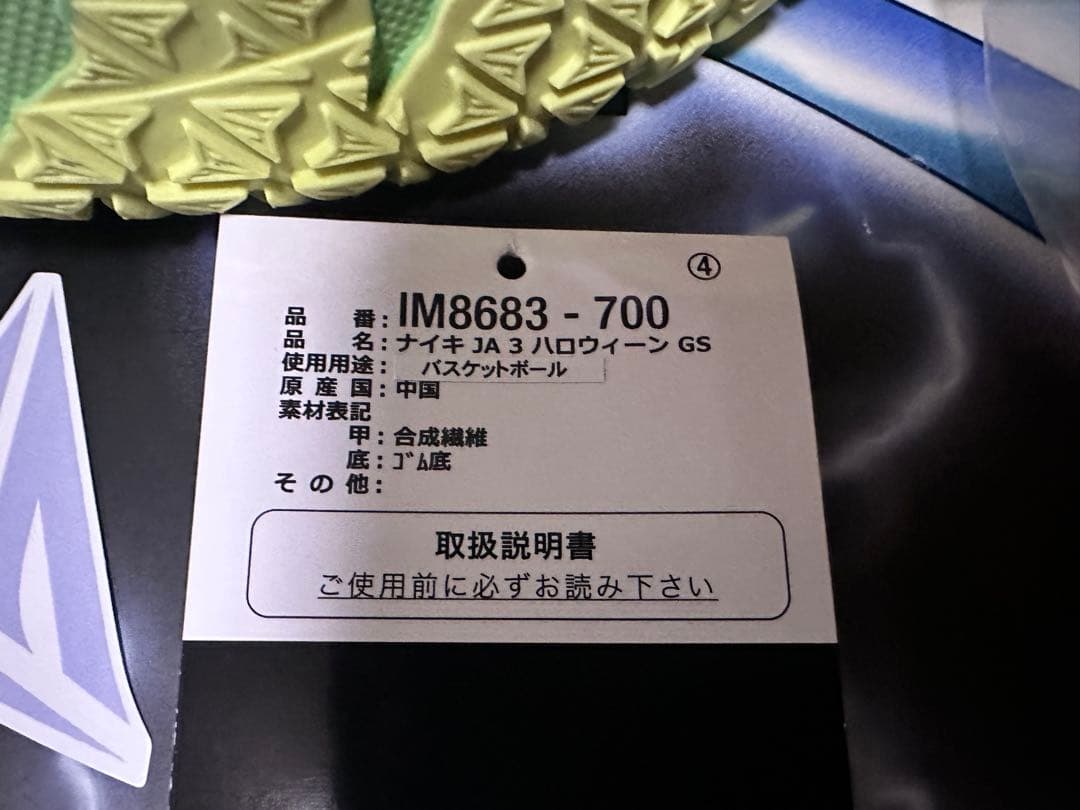 ④
品 番: IM8683 - 700
品 名: ナイキ JA 3 ハロウィーン GS
使用用途: バスケットボール
原 産 国: 中国
素材表記
甲: 合成繊維
底: ｺﾞﾑ底
そ の 他:
取扱説明書
ご使用前に必ずお読み下さい